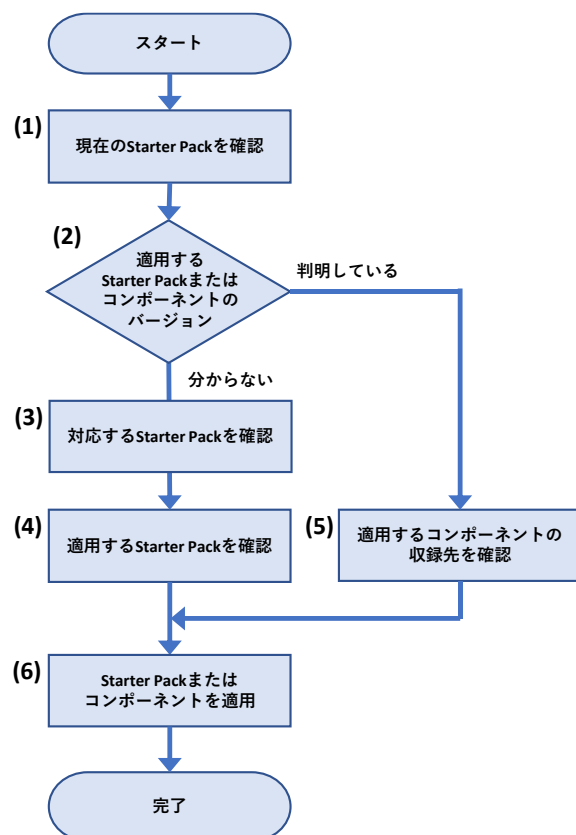 スタート
(1)
現在のStarter Packを確認
(2)
適用する
Starter Packまたは
コンポーネントの
バージョン
判明している
分からない
(3)
対応するStarter Packを確認
(4)
適用するStarter Packを確認
(5)
適用するコンポーネントの
収録先を確認
(6)
Starter Packまたは
コンポーネントを適用
完了